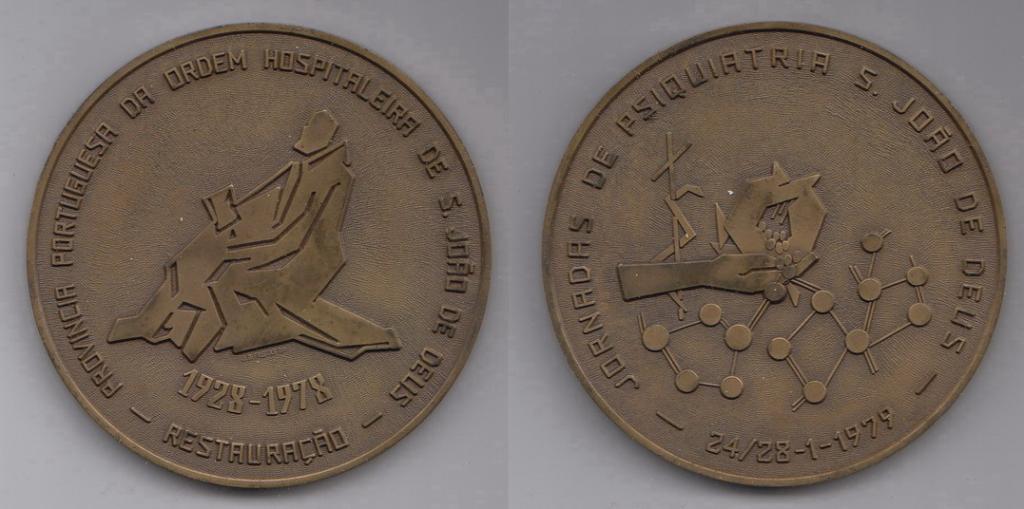 PROVINCIA PORTUGUESA DA ORDEM HOSPITALEIRA DE S. JOÃO DE DEUS
1928-1978
— RESTAURAÇÃO —
JORNADAS DE PSIQUIATRIA S. JOÃO DE DEUS
— 24/28-1-1979 —